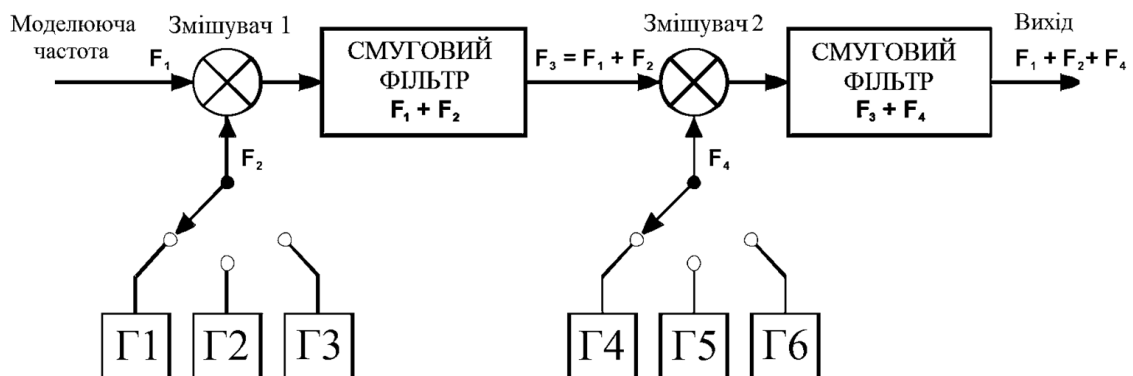 Моделююча
частота
F₁
Змішувач 1
СМУГОВИЙ
ФІЛЬТР
F₁ + F₂
F₃ = F₁ + F₂
Змішувач 2
СМУГОВИЙ
ФІЛЬТР
F₃ + F₄
Вихід
F₁ + F₂ + F₄
F₂
F₄
Г1
Г2
Г3
Г4
Г5
Г6